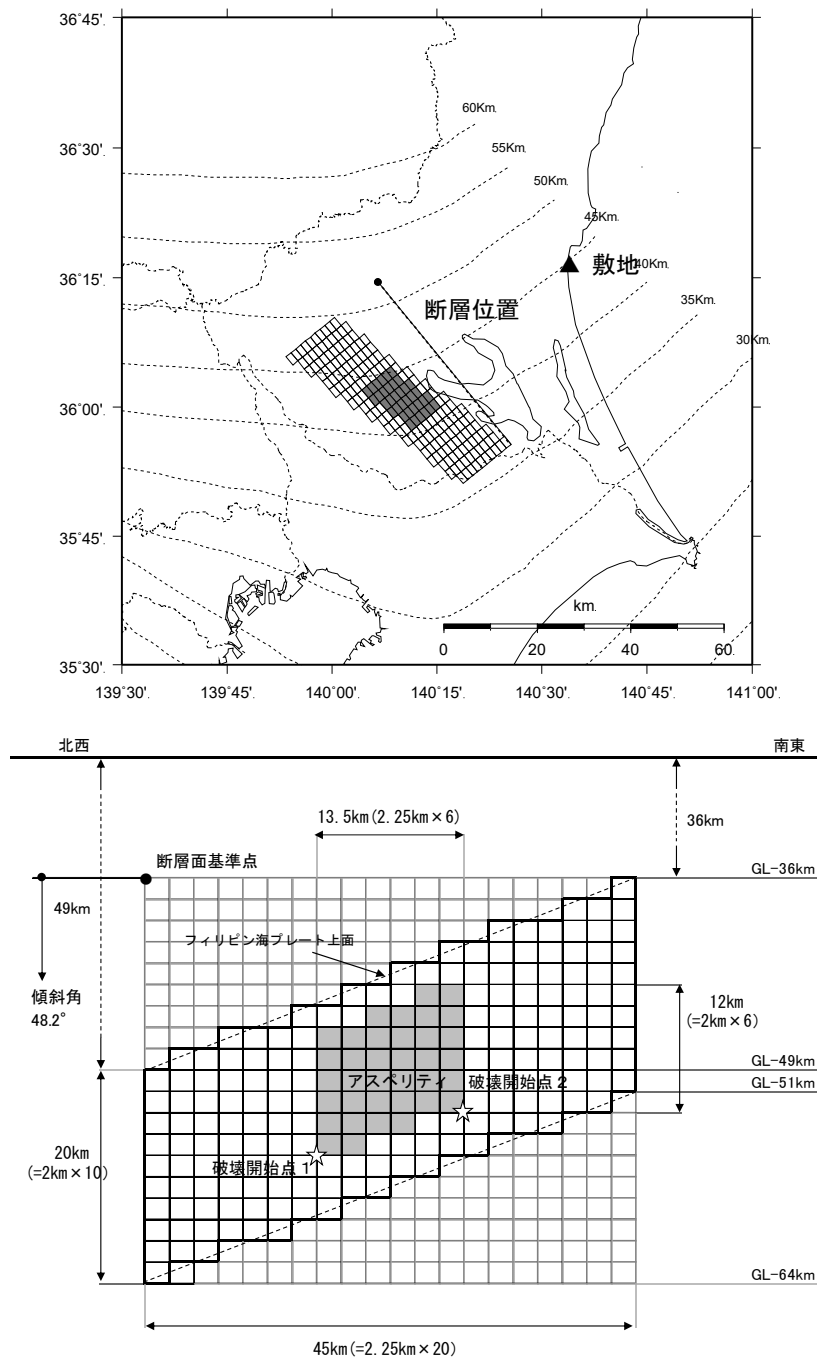 36°45'.
36°30'.
36°15'.
36°00'.
35°45'.
35°30'.
139°30'.
139°45'.
140°00'.
140°15'.
140°30'.
140°45'.
141°00'.
60Km.
55Km.
50Km.
45Km.
40Km.
35Km.
30Km.
敷地
断層位置
km.
0 20 40 60.
北西
南東
13.5km(2.25km×6)
36km
断層面基準点
GL-36km
49km
フィリピン海プレート上面
傾斜角
48.2°
12km
(=2km×6)
GL-49km
アスペリティ
破壊開始点2
GL-51km
20km
(=2km×10)
破壊開始点1
GL-64km
45km(=2.25km×20)